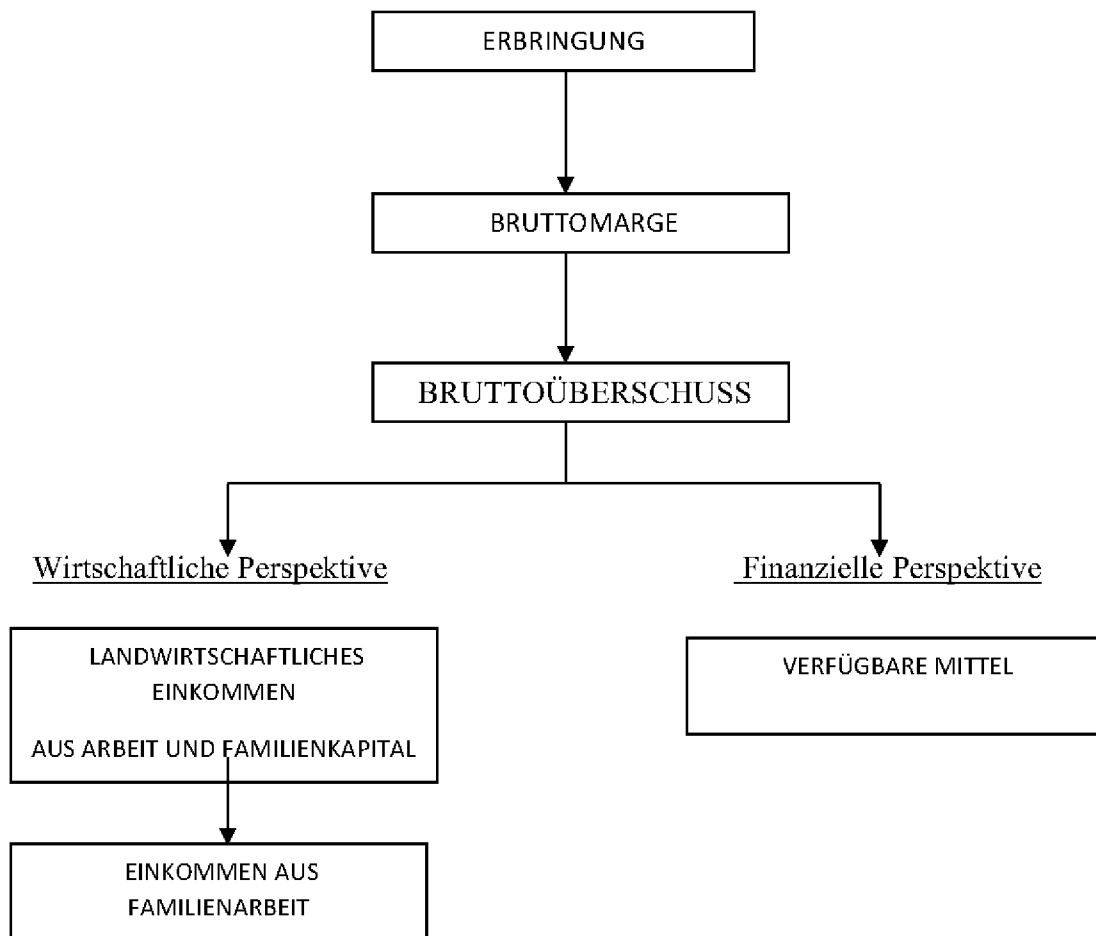 ERBRINGUNG
BRUTTOMARGE
BRUTTOÜBERSCHUSS
Wirtschaftliche Perspektive
Finanzielle Perspektive
LANDWIRTSCHAFTLICHES
EINKOMMEN
AUS ARBEIT UND FAMILIENKAPITAL
VERFÜGBARE MITTEL
EINKOMMEN AUS
FAMILIENARBEIT